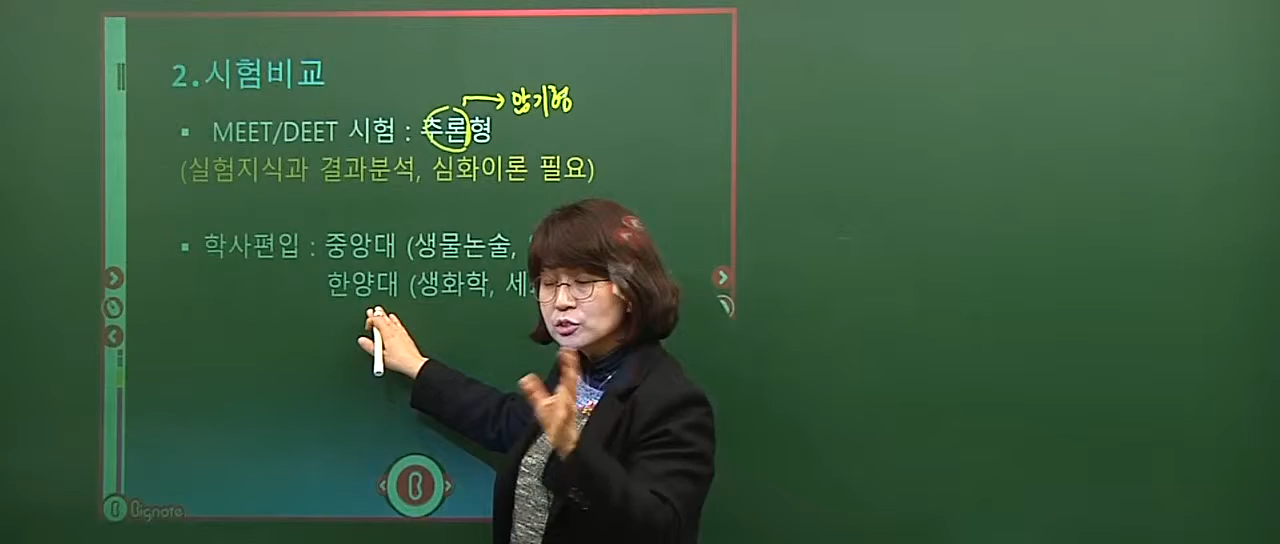 2.시험비교
암기형
▪ MEET/DEET 시험 : 추론형
(실험지식과 결과분석, 심화이론 필요)
▪ 학사편입 : 중앙대 (생물논술,
한양대 (생화학,
Bignote